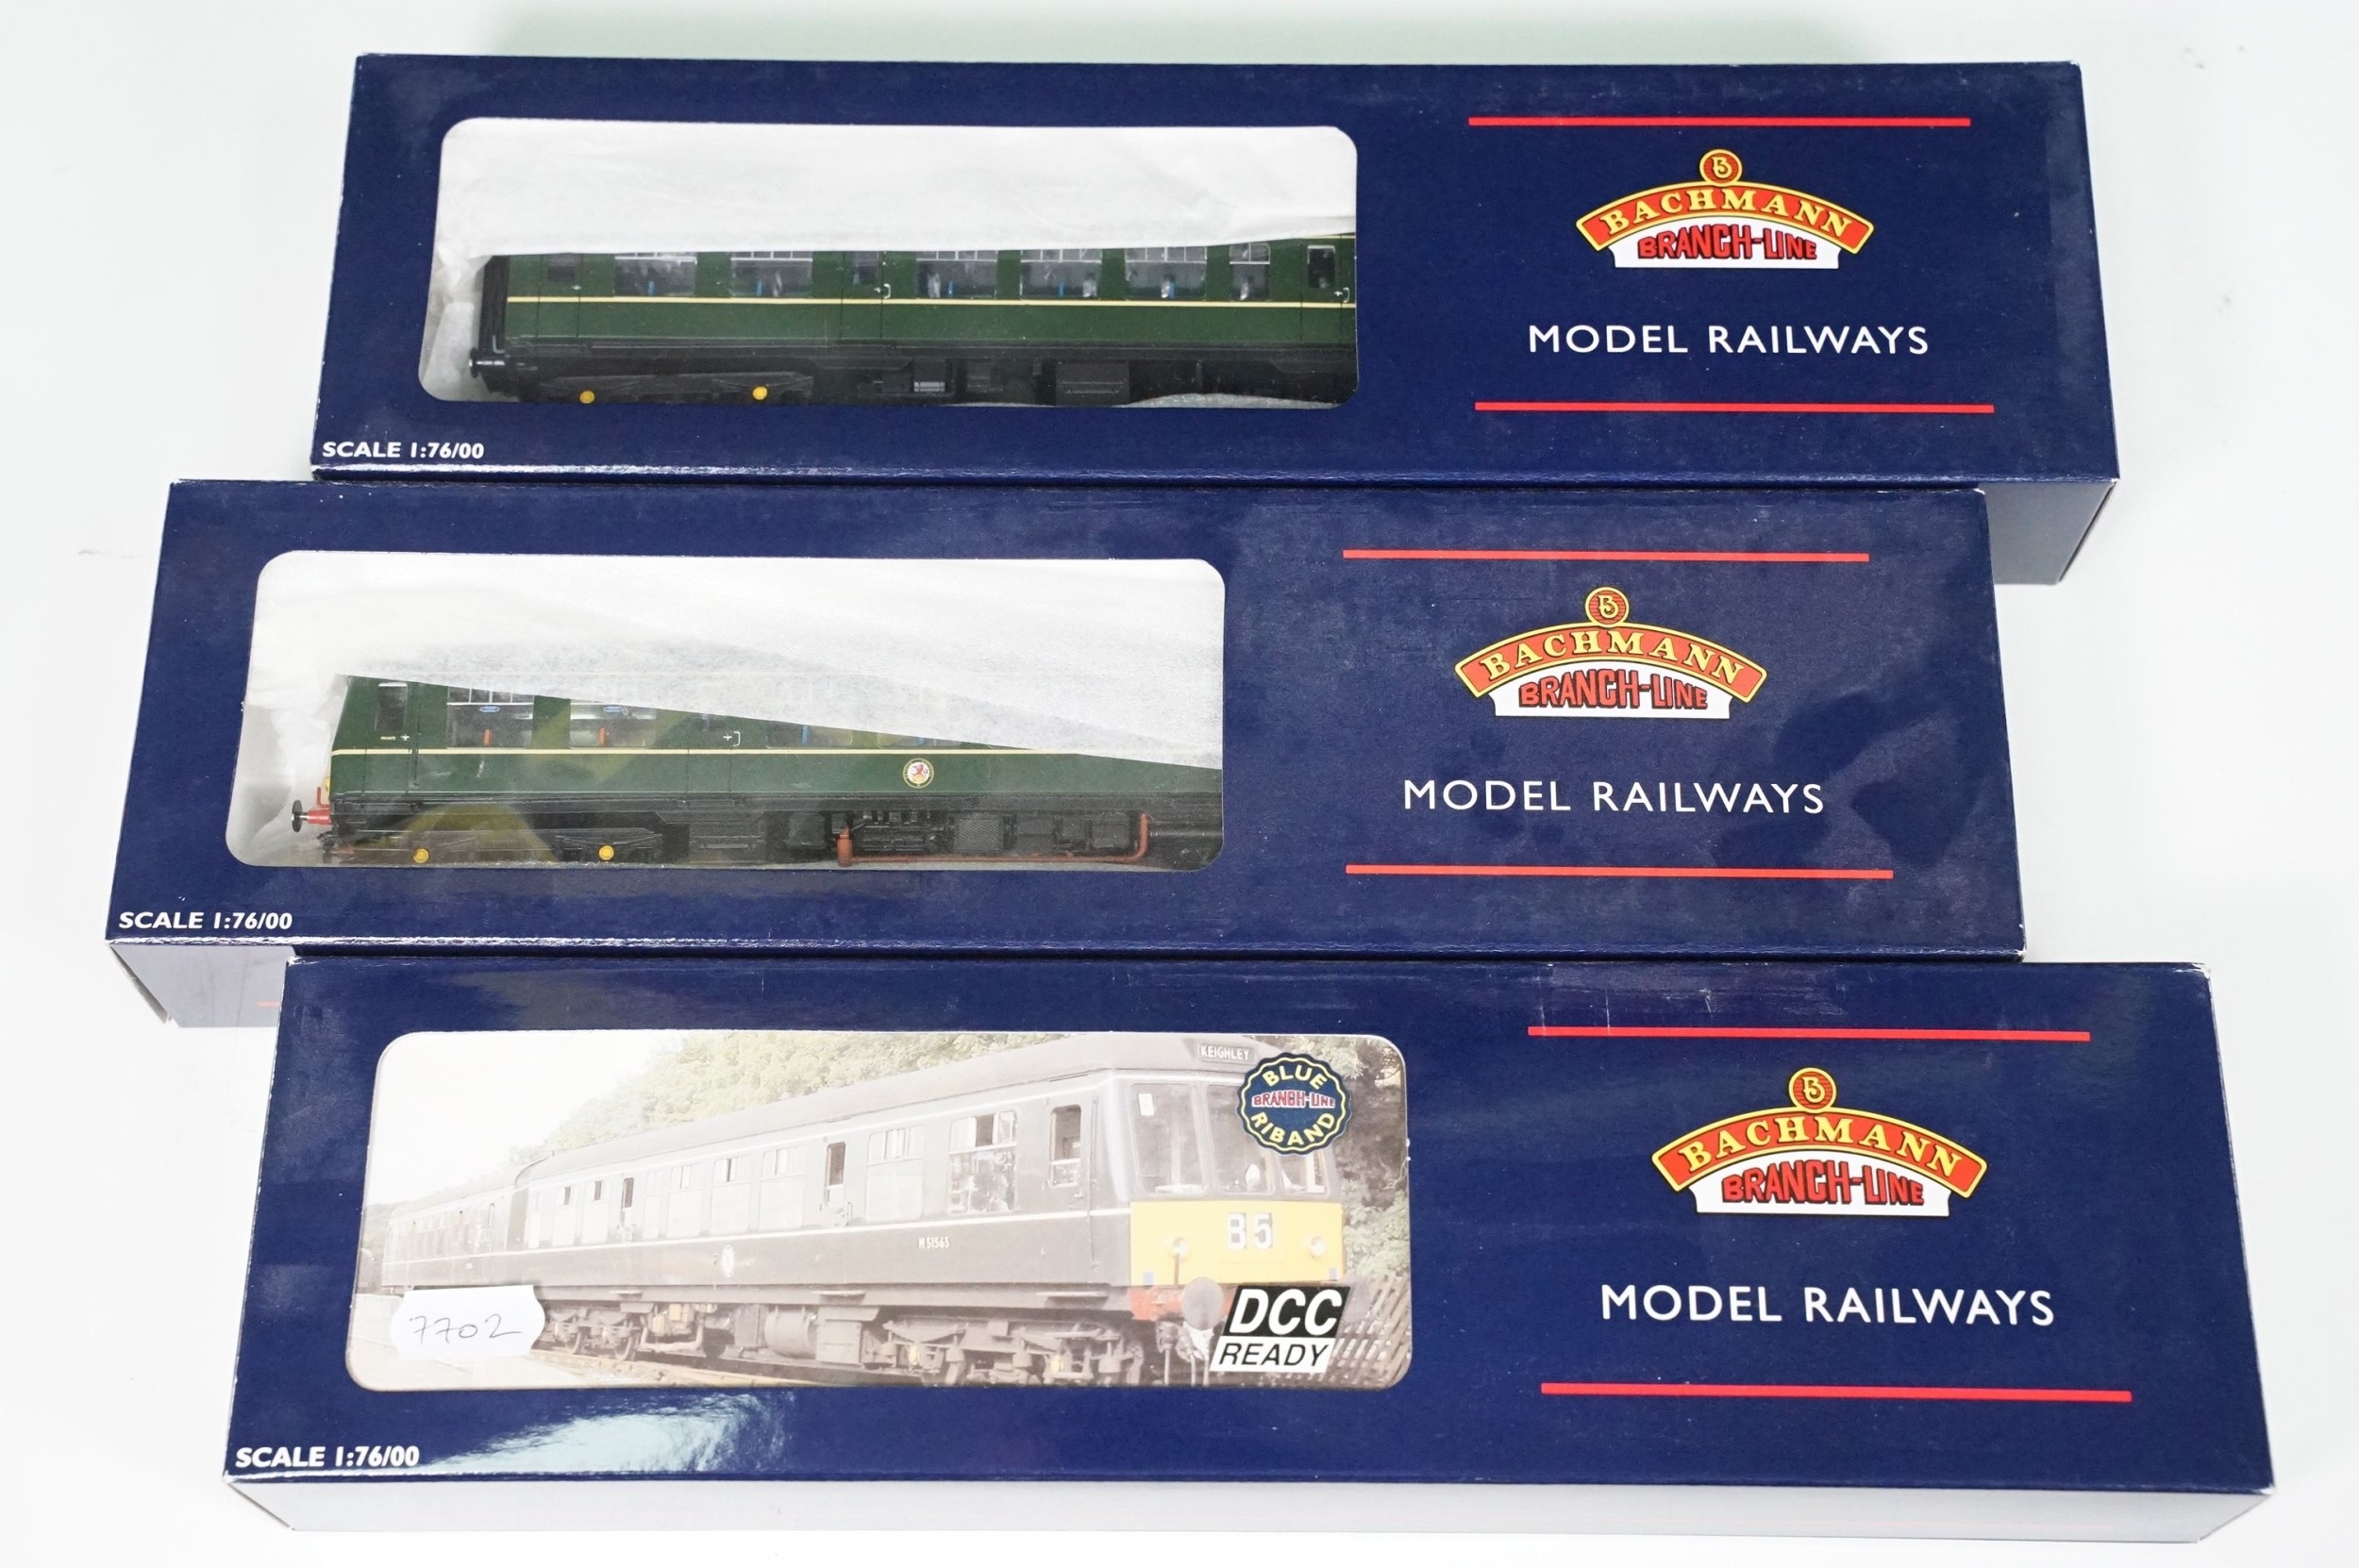 B
BACHMANN
BRANCH-LINE
MODEL RAILWAYS
SCALE 1:76/00
B
BACHMANN
BRANCH-LINE
MODEL RAILWAYS
SCALE 1:76/00
KEIGHLEY
BLUE
BRANCH-LINE
RIBAND
B5
M51565
7702
DCC
READY
B
BACHMANN
BRANCH-LINE
MODEL RAILWAYS
SCALE 1:76/00